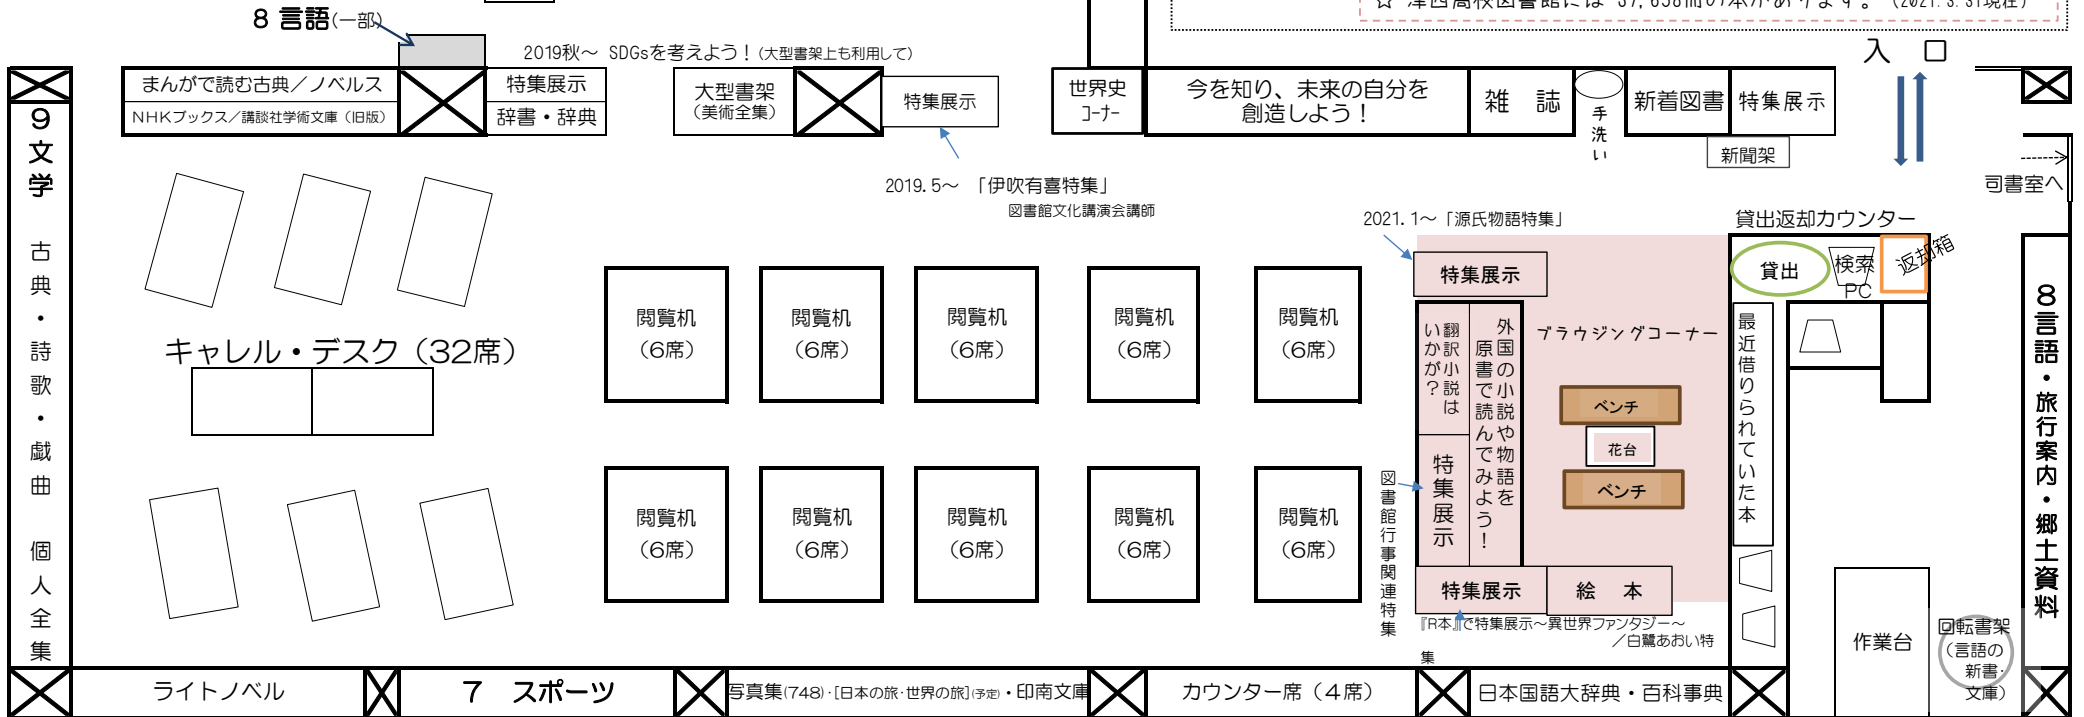 ☆ 津西高校図書館には 37,638冊の本があります。 (2021.3.31現在)
8 言語(一部)
2019秋～ SDGsを考えよう！(大型書架上も利用して)
入 口
まんがで読む古典／ノベルス
NHKブックス／講談社学術文庫（旧版）
特集展示
辞書・辞典
大型書架
(美術全集)
特集展示
世界史
ｺｰﾅｰ
今を知り、未来の自分を
創造しよう！
雑 誌
手洗い
新着図書
特集展示
新聞架
司書室へ
2019.5～ 「伊吹有喜特集」
図書館文化講演会講師
2021.1～「源氏物語特集」
貸出返却カウンター
貸出
検索
PC
返却箱
9文学 古典・詩歌・戯曲 個人全集
キャレル・デスク（32席）
閲覧机
（6席）
閲覧机
（6席）
閲覧机
（6席）
閲覧机
（6席）
閲覧机
（6席）
閲覧机
（6席）
閲覧机
（6席）
閲覧机
（6席）
閲覧机
（6席）
閲覧机
（6席）
特集展示
翻訳小説は
いかが？
外国の小説や物語を
原書で読んでみよう！
特集展示
図書館行事関連特集
ブラウジングコーナー
ベンチ
花台
ベンチ
特集展示
絵 本
『R本』で特集展示～異世界ファンタジー～
／白鷺あおい特
集
最近借りられていた本
作業台
回転書架
（言語の
新書・
文庫）
8言語・旅行案内・郷土資料
ライトノベル
7 スポーツ
写真集(748)・[日本の旅・世界の旅](予定)・印南文庫
カウンター席（4席）
日本国語大辞典・百科事典